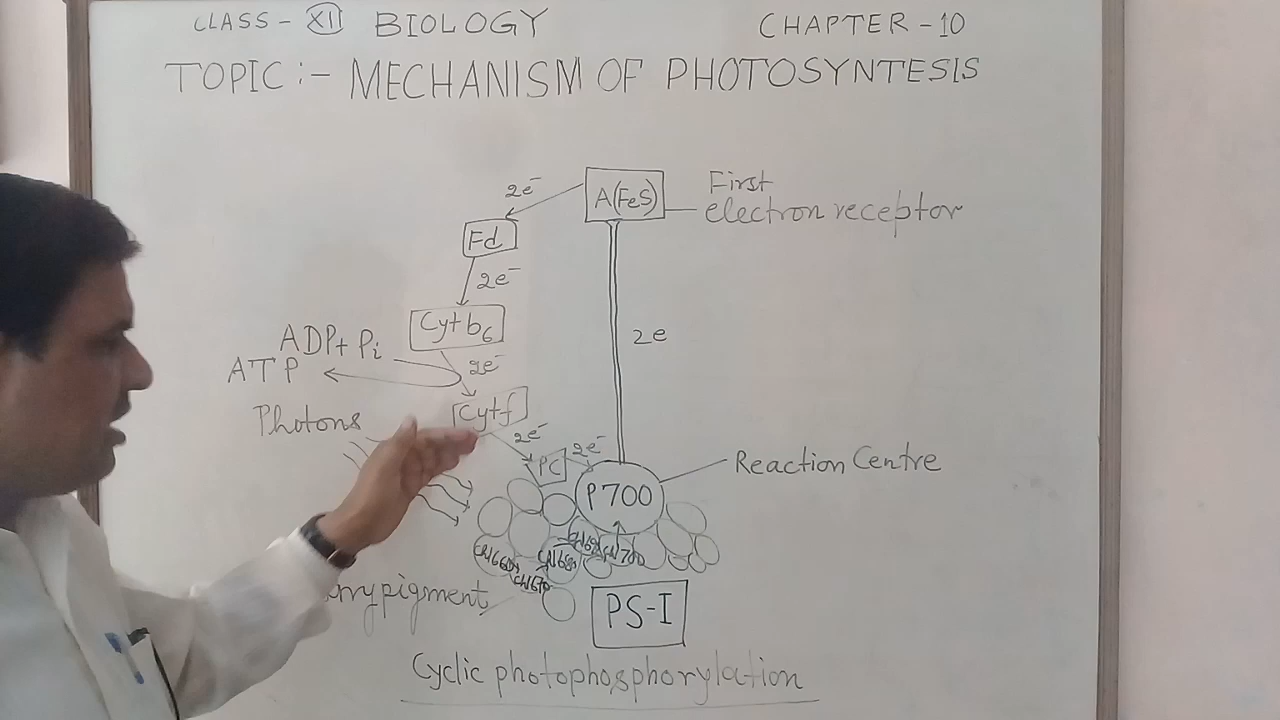 CLASS - XII BIOLOGY CHAPTER - 10
TOPIC :- MECHANISM OF PHOTOSYNTESIS
A(FeS)
First
electron receptor
2e⁻
Fd
2e⁻
Cyt b6
2e
ADP + Pi
2e⁻
ATP
Cyt f
Photons
2e⁻
2e⁻
PC
P700
Reaction Centre
pigment
PS-I
Cyclic photophosphorylation